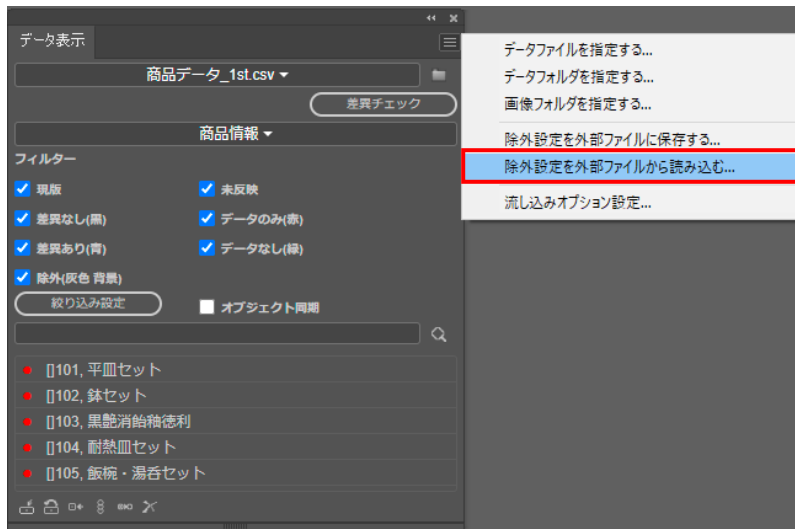 データ表示
商品データ_1st.csv
差異チェック
商品情報
フィルター
現版
未反映
差異なし(黒)
データのみ(赤)
差異あり(青)
データなし(緑)
除外(灰色 背景)
絞り込み設定
オブジェクト同期
[]101, 平皿セット
[]102, 鉢セット
[]103, 黒艶消飴釉徳利
[]104, 耐熱皿セット
[]105, 飯椀・湯呑セット
データファイルを指定する...
データフォルダを指定する...
画像フォルダを指定する...
除外設定を外部ファイルに保存する...
除外設定を外部ファイルから読み込む...
流し込みオプション設定...